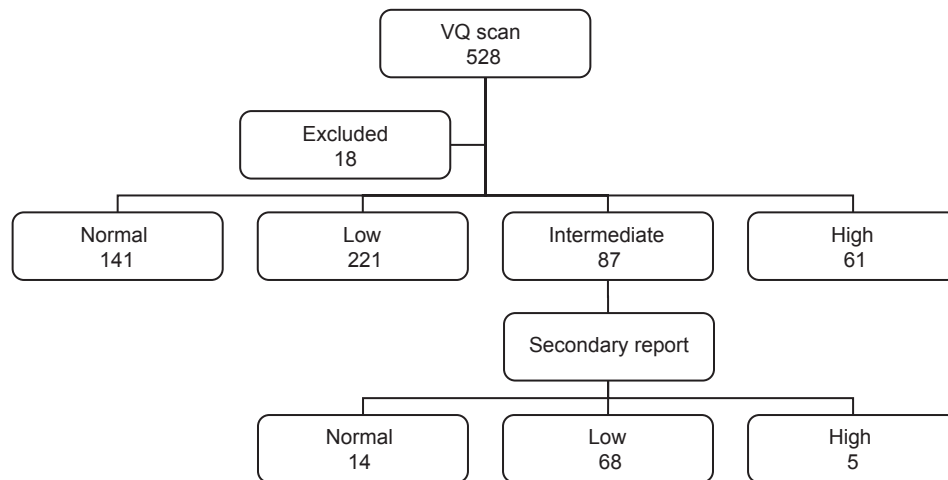 VQ scan
528
Excluded
18
Normal
141
Low
221
Intermediate
87
High
61
Secondary report
Normal
14
Low
68
High
5